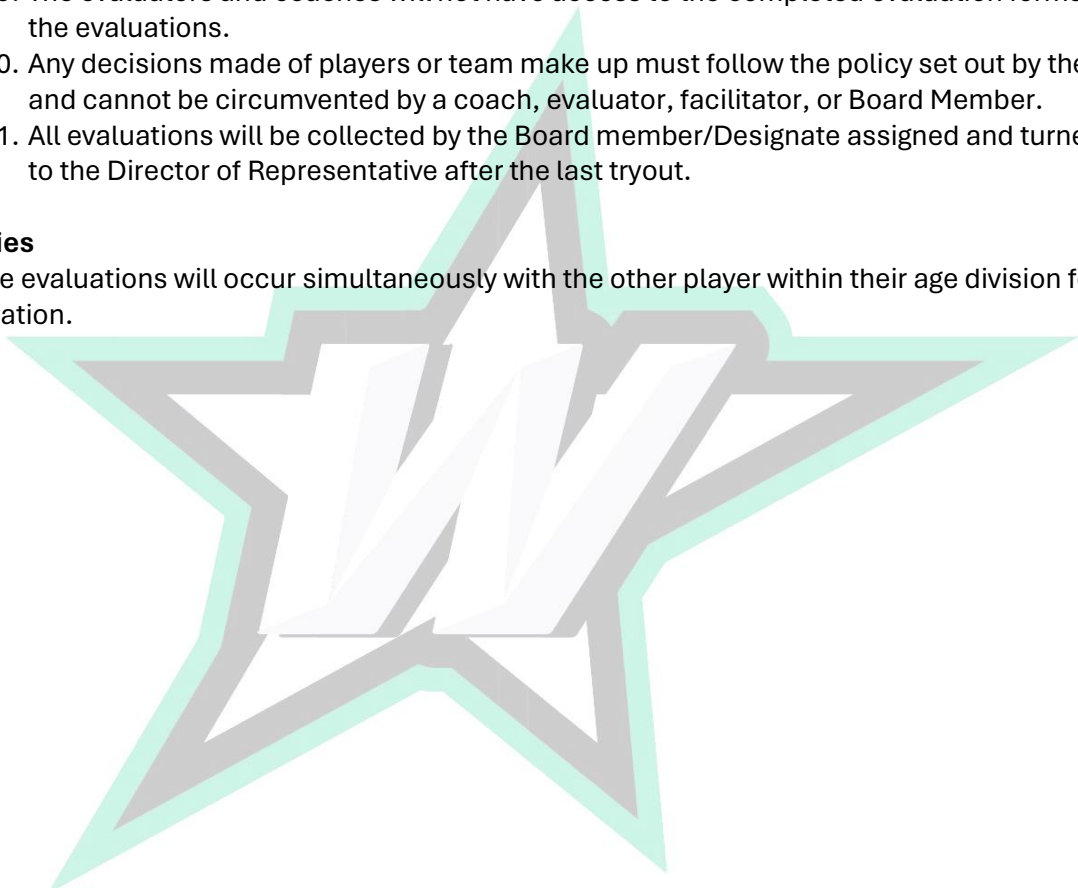 the evaluations.
0. Any decisions made of players or team make up must follow the policy set out by the
and cannot be circumvented by a coach, evaluator, facilitator, or Board Member.
1. All evaluations will be collected by the Board member/Designate assigned and turne
to the Director of Representative after the last tryout.
ies
e evaluations will occur simultaneously with the other player within their age division f
ation.
W